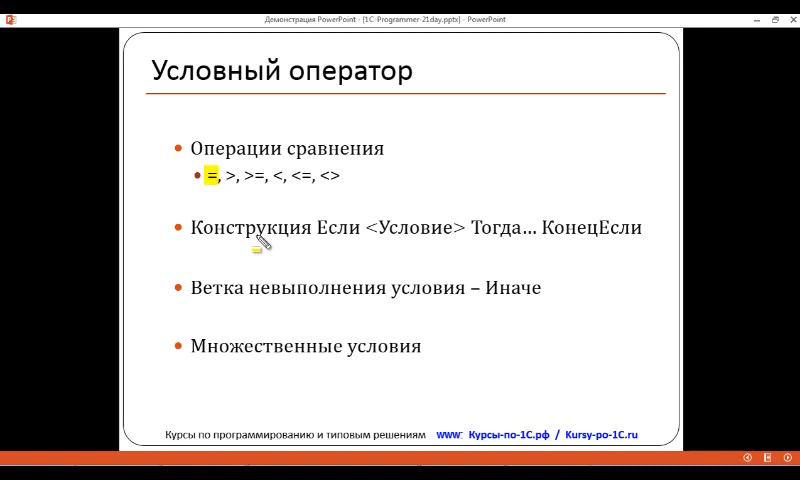 Демонстрация PowerPoint - [1C-Programmer-21day.pptx] - PowerPoint
Условный оператор
Операции сравнения
=, >, >=, <, <=, <>
Конструкция Если <Условие> Тогда… КонецЕсли
Ветка невыполнения условия – Иначе
Множественные условия
Курсы по программированию и типовым решениям www: Курсы-по-1С.рф / Kursy-po-1C.ru